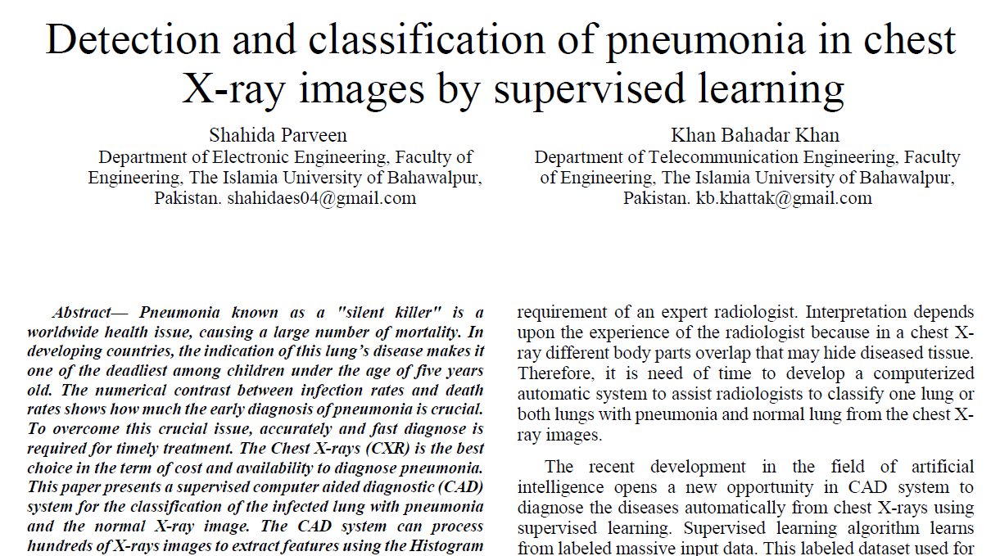 Detection and classification of pneumonia in chest
X-ray images by supervised learning
Shahida Parveen
Department of Electronic Engineering, Faculty of
Engineering, The Islamia University of Bahawalpur,
Pakistan. shahidaes04@gmail.com
Khan Bahadar Khan
Department of Telecommunication Engineering, Faculty
of Engineering, The Islamia University of Bahawalpur,
Pakistan. kb.khattak@gmail.com
Abstract— Pneumonia known as a "silent killer" is a
worldwide health issue, causing a large number of mortality. In
developing countries, the indication of this lung’s disease makes it
one of the deadliest among children under the age of five years
old. The numerical contrast between infection rates and death
rates shows how much the early diagnosis of pneumonia is crucial.
To overcome this crucial issue, accurately and fast diagnose is
required for timely treatment. The Chest X-rays (CXR) is the best
choice in the term of cost and availability to diagnose pneumonia.
This paper presents a supervised computer aided diagnostic (CAD)
system for the classification of the infected lung with pneumonia
and the normal X-ray image. The CAD system can process
hundreds of X-rays images to extract features using the Histogram
requirement of an expert radiologist. Interpretation depends
upon the experience of the radiologist because in a chest X-
ray different body parts overlap that may hide diseased tissue.
Therefore, it is need of time to develop a computerized
automatic system to assist radiologists to classify one lung or
both lungs with pneumonia and normal lung from the chest X-
ray images.
The recent development in the field of artificial
intelligence opens a new opportunity in CAD system to
diagnose the diseases automatically from chest X-rays using
supervised learning. Supervised learning algorithm learns
from labeled massive input data. This labeled dataset used for